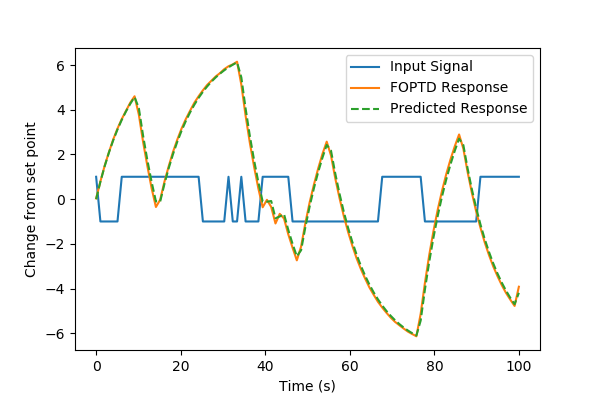 Input Signal
FOPTD Response
Predicted Response
Change from set point
6
4
2
0
−2
−4
−6
0 20 40 60 80 100
Time (s)